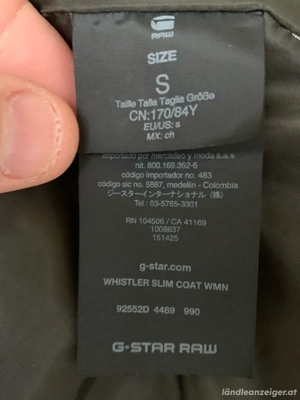 RAW
SIZE
S
Taille Talla Taglia Größe
CN:170/84Y
EU/US: s
MX: ch
importado por mercadeo y moda s.a.s
nit. 800.169.352-6
código importador no. 483
código sic no. 5867, medellin - Colombia
ジースターインターナショナル（株）
Tel : 03-5765-3301
RN 104506 / CA 41169
1008637
151425
g-star.com
WHISTLER SLIM COAT WMN
92552D 4489 990
G-STAR RAW
ländleanzeiger.at